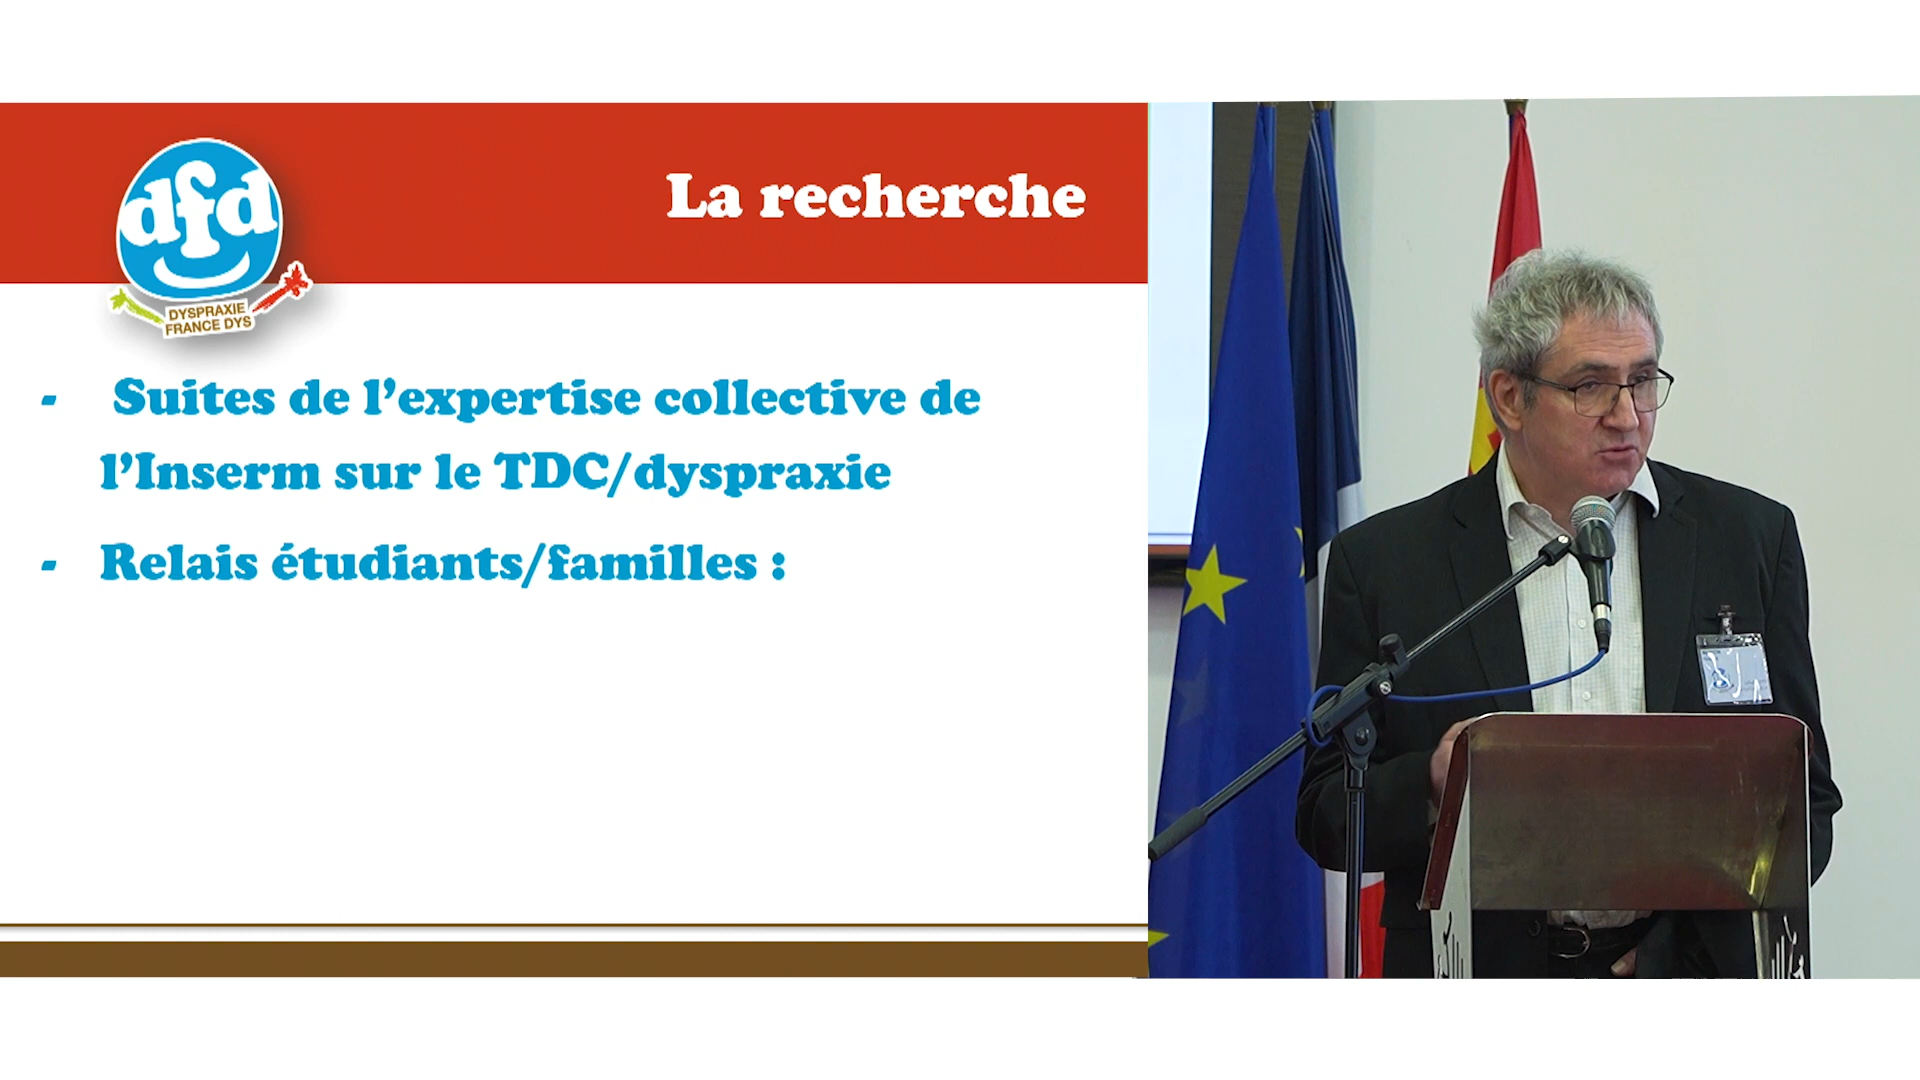 La recherche
dfd
DYSPRAXIE
FRANCE DYS
- Suites de l’expertise collective de
l’Inserm sur le TDC/dyspraxie
- Relais étudiants/familles :